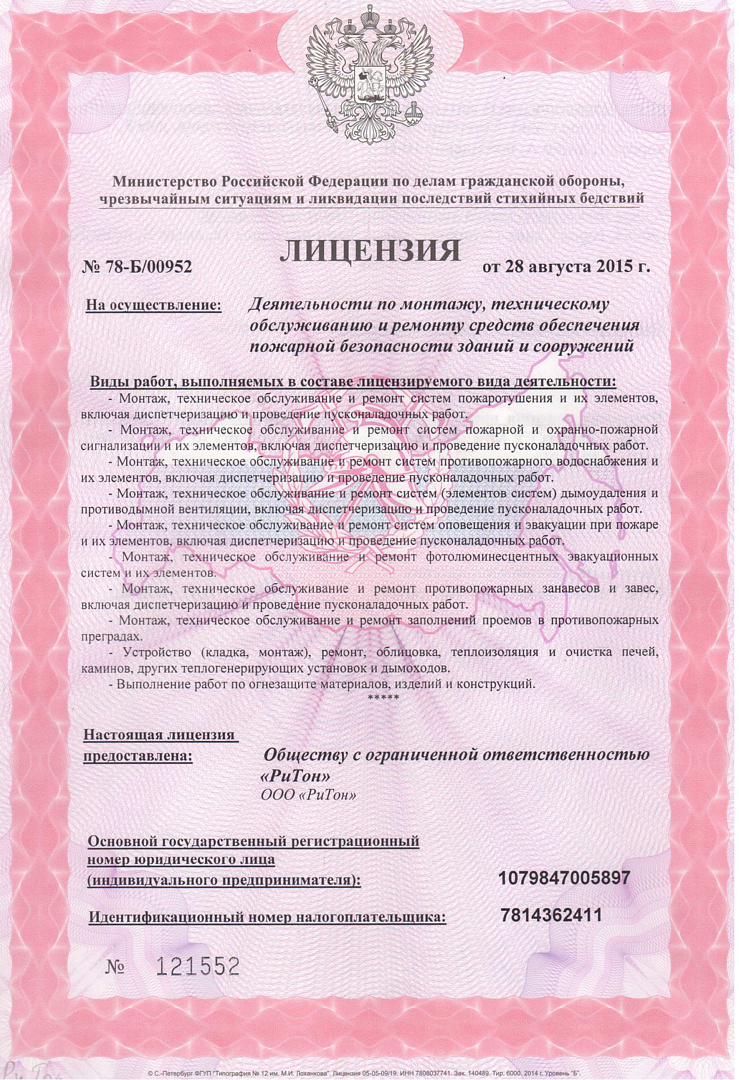 Министерство Российской Федерации по делам гражданской обороны,
чрезвычайным ситуациям и ликвидации последствий стихийных бедствий
ЛИЦЕНЗИЯ
№ 78-Б/00952
от 28 августа 2015 г.
На осуществление: Деятельности по монтажу, техническому
обслуживанию и ремонту средств обеспечения
пожарной безопасности зданий и сооружений
Виды работ, выполняемых в составе лицензируемого вида деятельности:
- Монтаж, техническое обслуживание и ремонт систем пожаротушения и их элементов,
включая диспетчеризацию и проведение пусконаладочных работ.
- Монтаж, техническое обслуживание и ремонт систем пожарной и охранно-пожарной
сигнализации и их элементов, включая диспетчеризацию и проведение пусконаладочных работ.
- Монтаж, техническое обслуживание и ремонт систем противопожарного водоснабжения и
их элементов, включая диспетчеризацию и проведение пусконаладочных работ.
- Монтаж, техническое обслуживание и ремонт систем (элементов систем) дымоудаления и
противодымной вентиляции, включая диспетчеризацию и проведение пусконаладочных работ.
- Монтаж, техническое обслуживание и ремонт систем оповещения и эвакуации при пожаре
и их элементов, включая диспетчеризацию и проведение пусконаладочных работ.
- Монтаж, техническое обслуживание и ремонт фотолюминесцентных эвакуационных
систем и их элементов.
- Монтаж, техническое обслуживание и ремонт противопожарных занавесов и завес,
включая диспетчеризацию и проведение пусконаладочных работ.
- Монтаж, техническое обслуживание и ремонт заполнений проемов в противопожарных
преградах.
- Устройство (кладка, монтаж), ремонт, облицовка, теплоизоляция и очистка печей,
каминов, других теплогенерирующих установок и дымоходов.
- Выполнение работ по огнезащите материалов, изделий и конструкций.
*****
Настоящая лицензия
предоставлена: Обществу с ограниченной ответственностью
«РиТон»
ООО «РиТон»
Основной государственный регистрационный
номер юридического лица
(индивидуального предпринимателя): 1079847005897
Идентификационный номер налогоплательщика: 7814362411
№ 121552
© С.-Петербург ФГУП "Типография № 12 им. М.И. Лоханкова". Лицензия 05-05-09/19. ИНН 7808037741. Зак. 140489. Тир. 6000. 2014 г. Уровень "Б".